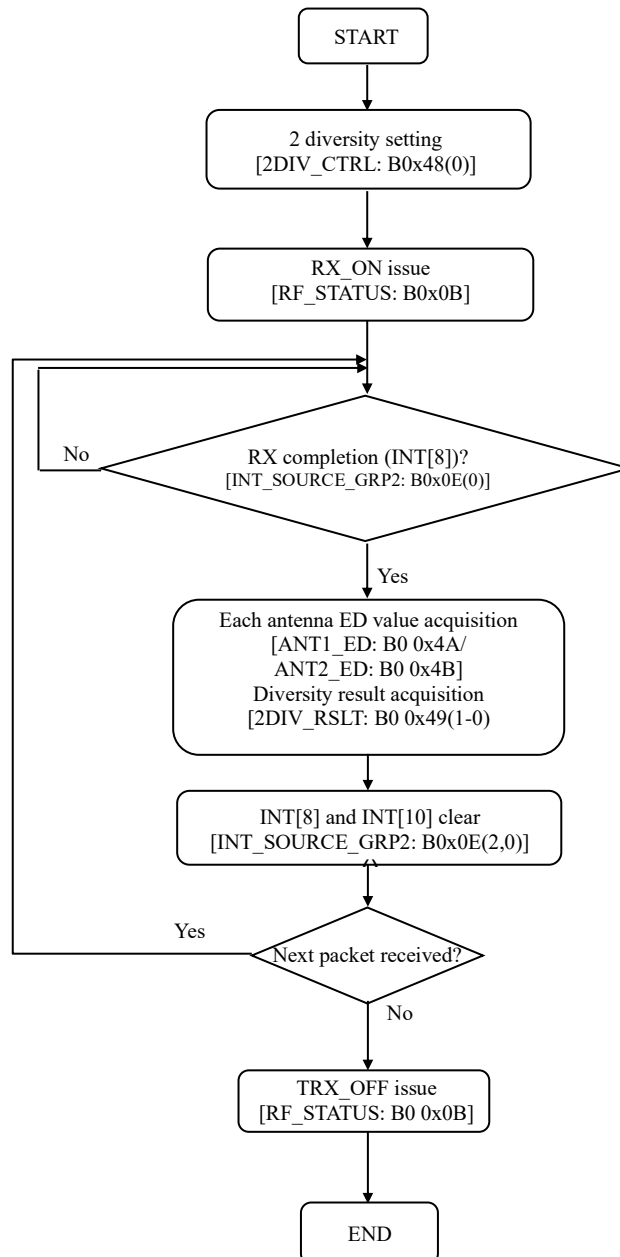 START
2 diversity setting
[2DIV_CTRL: B0x48(0)]
RX_ON issue
[RF_STATUS: B0x0B]
No
RX completion (INT[8])?
[INT_SOURCE_GRP2: B0x0E(0)]
Yes
Each antenna ED value acquisition
[ANT1_ED: B0 0x4A/
ANT2_ED: B0 0x4B]
Diversity result acquisition
[2DIV_RSLT: B0 0x49(1-0)
INT[8] and INT[10] clear
[INT_SOURCE_GRP2: B0x0E(2,0)]
Yes
Next packet received?
No
TRX_OFF issue
[RF_STATUS: B0 0x0B]
END